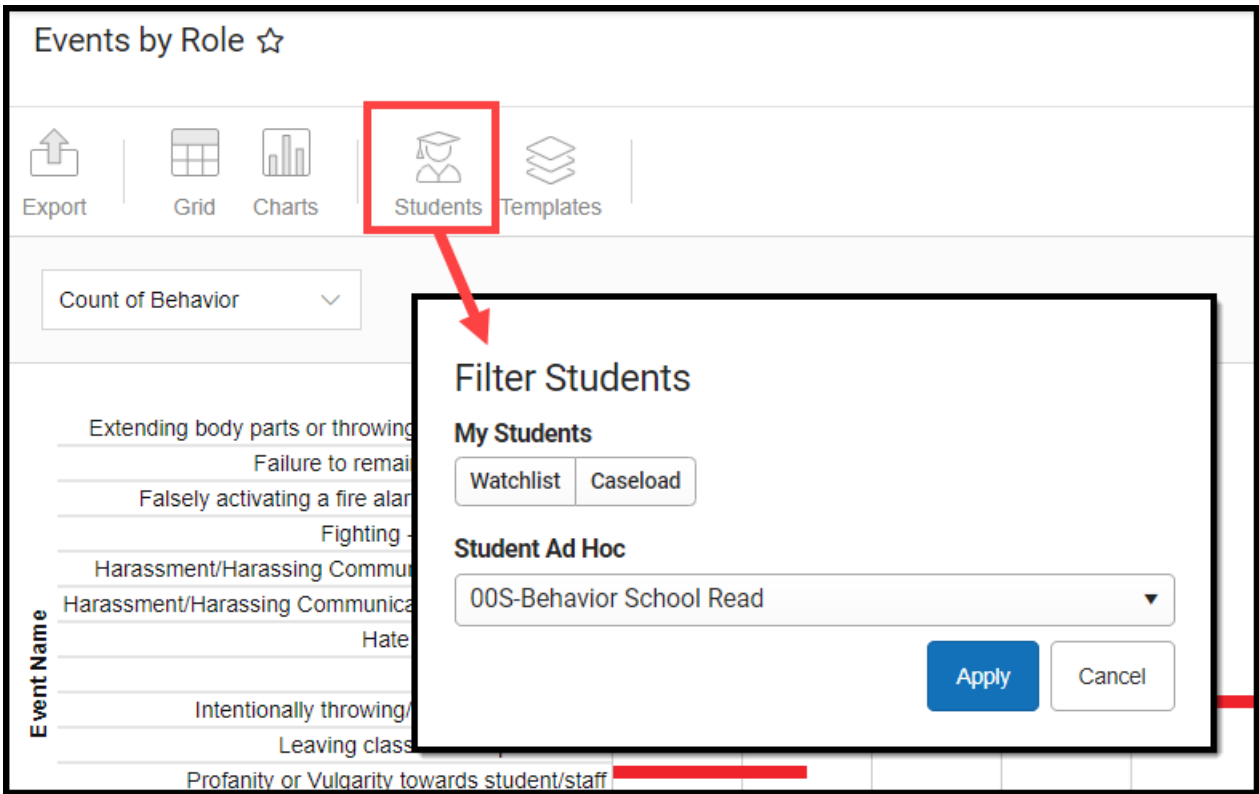 Events by Role
Export
Grid
Charts
Students
Templates
Count of Behavior
Filter Students
My Students
Watchlist
Caseload
Student Ad Hoc
00S-Behavior School Read
Apply
Cancel
Event Name
Extending body parts or throwing
Failure to remai
Falsely activating a fire alar
Fighting -
Harassment/Harassing Commun
Harassment/Harassing Communica
Hate
Intentionally throwing/
Leaving class
Profanity or Vulgarity towards student/staff